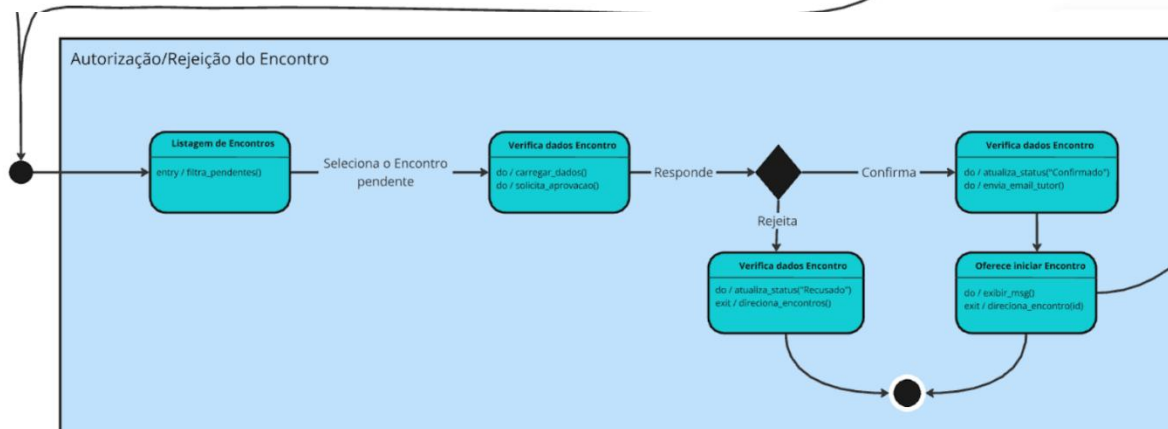 Autorização/Rejeição do Encontro
Listagem de Encontros
entry / filtra_pendentes()
Seleciona o Encontro
pendente
Verifica dados Encontro
do / carregar_dados()
do / solicita_aprovacao()
Responde
Confirma
Verifica dados Encontro
do / atualiza_status("Confirmado")
do / envia_email_tutor()
Rejeita
Verifica dados Encontro
do / atualiza_status("Recusado")
exit / direciona_encontros()
Oferece iniciar Encontro
do / exibir_msg()
exit / direciona_encontro(id)